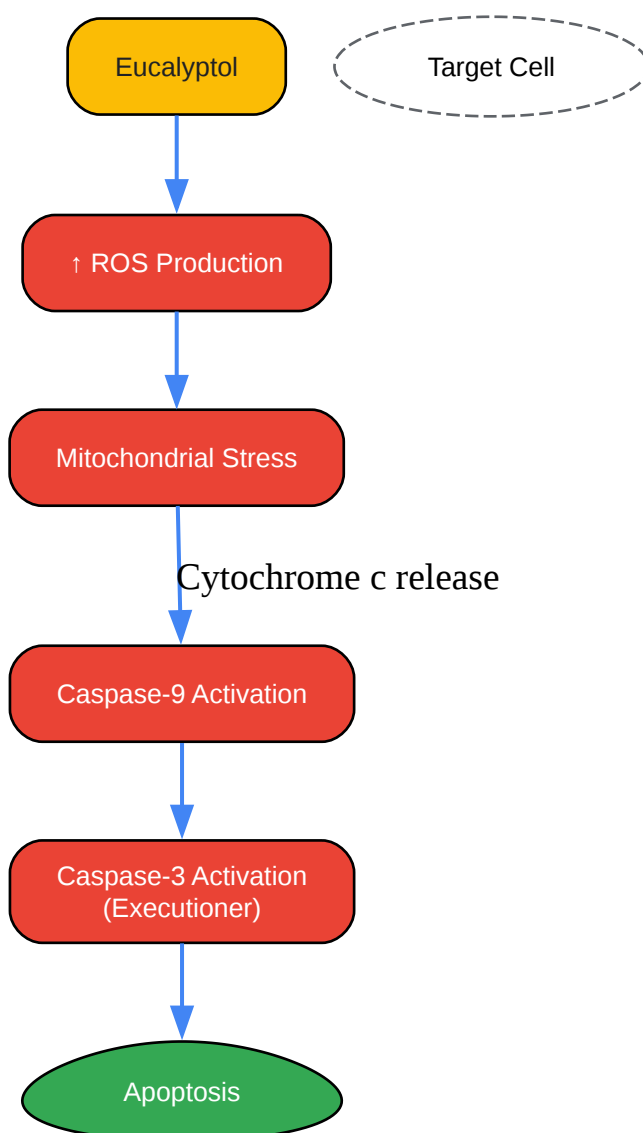 Eucalyptol
Target Cell
↑ ROS Production
Mitochondrial Stress
Cytochrome c release
Caspase-9 Activation
Caspase-3 Activation
(Executioner)
Apoptosis